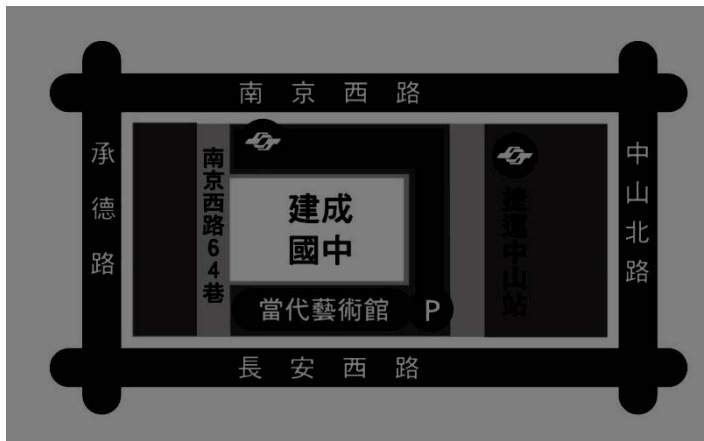 南京西路
承德路
南京西路64巷
建成
國中
捷運中山站
中山北路
當代藝術館
P
長安西路